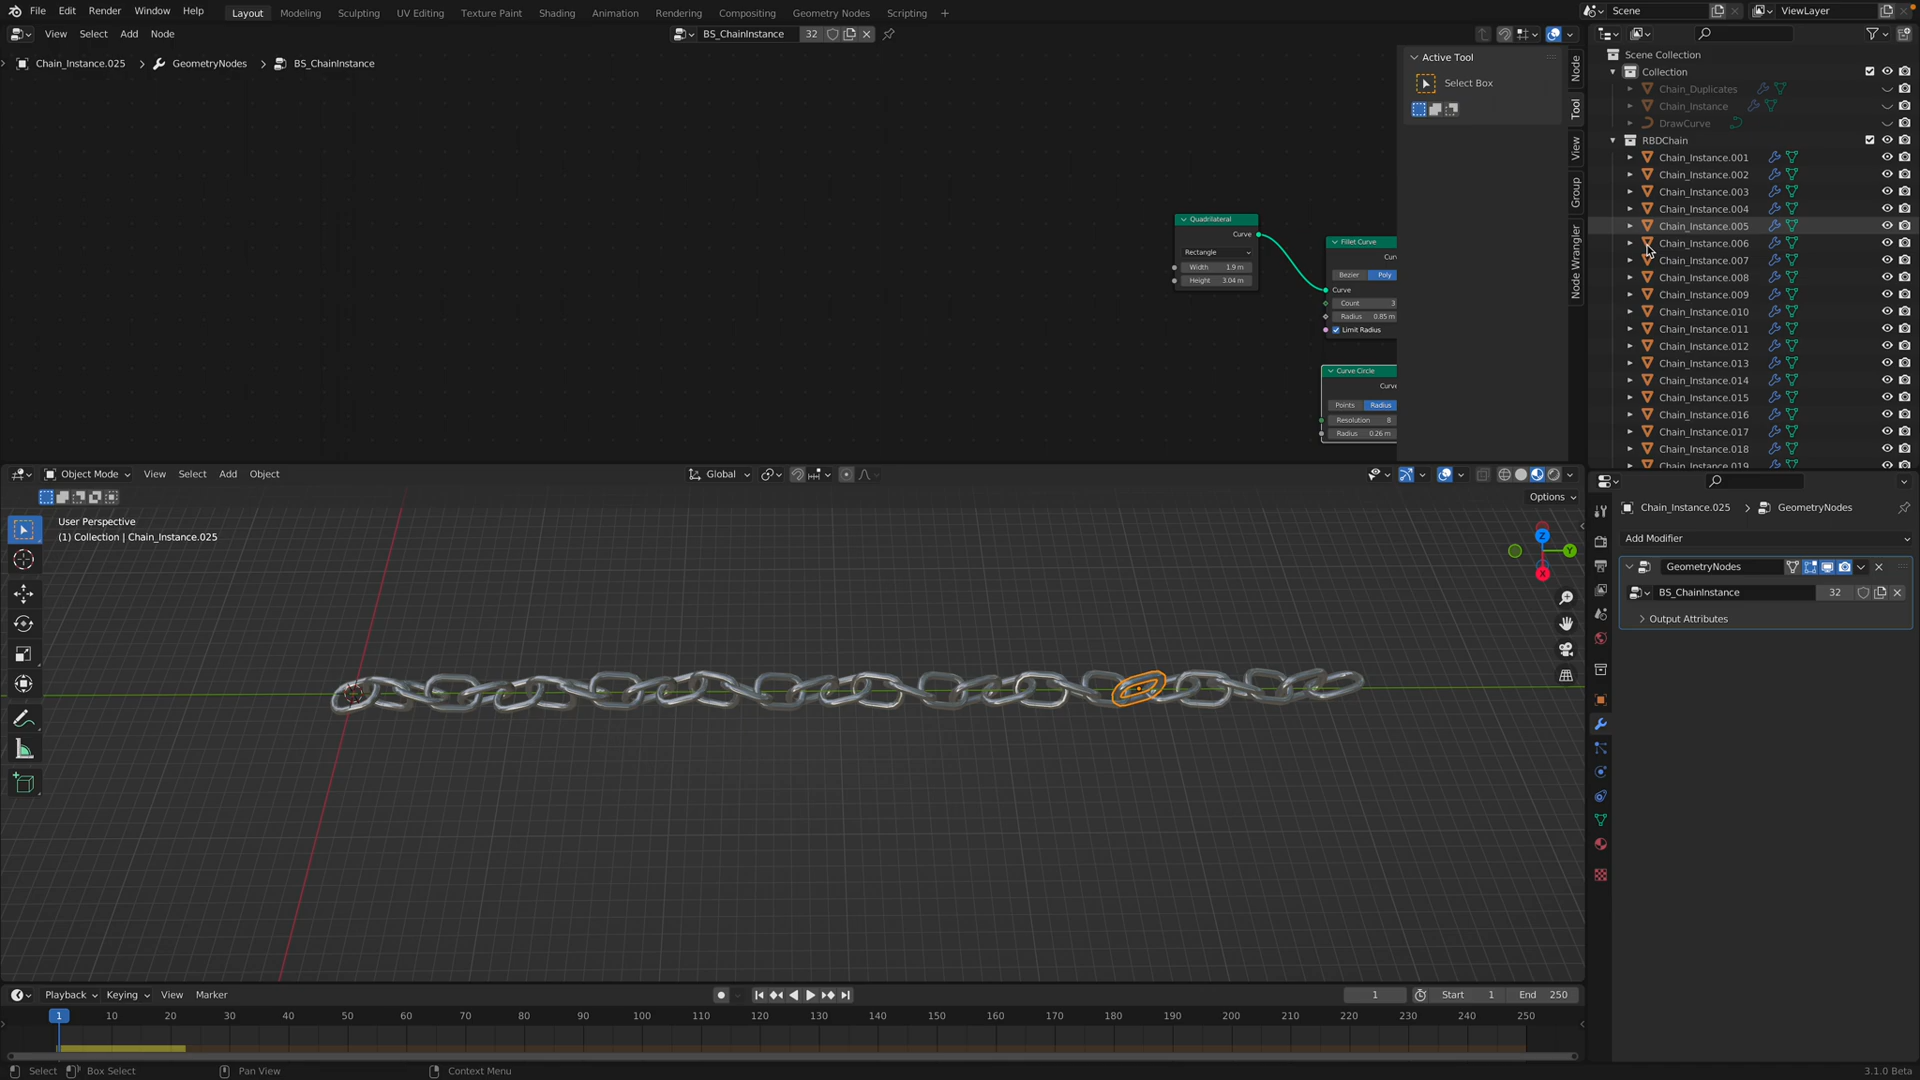 File Edit Render Window Help Layout Modeling Sculpting UV Editing Texture Paint Shading Animation Rendering Compositing Geometry Nodes Scripting + Scene ViewLayer
View Select Add Node BS_ChainInstance 32
Chain_Instance.025 > GeometryNodes > BS_ChainInstance
Active Tool
Select Box
Node
Tool
View
Group
Node Wrangler
Quadrilateral
Curve
Rectangle
Width 1.9 m
Height 3.04 m
Fillet Curve
Curv
Bezier Poly
Curve
Count 3
Radius 0.85 m
Limit Radius
Curve Circle
Curve
Points Radius
Resolution 8
Radius 0.26 m
Scene Collection
Collection
Chain_Duplicates
Chain_Instance
DrawCurve
RBDChain
Chain_Instance.001
Chain_Instance.002
Chain_Instance.003
Chain_Instance.004
Chain_Instance.005
Chain_Instance.006
Chain_Instance.007
Chain_Instance.008
Chain_Instance.009
Chain_Instance.010
Chain_Instance.011
Chain_Instance.012
Chain_Instance.013
Chain_Instance.014
Chain_Instance.015
Chain_Instance.016
Chain_Instance.017
Chain_Instance.018
Chain_Instance.019
Object Mode View Select Add Object Global
Options
User Perspective
(1) Collection | Chain_Instance.025
Z
Y
X
Chain_Instance.025 > GeometryNodes
Add Modifier
GeometryNodes
BS_ChainInstance 32
Output Attributes
Playback Keying View Marker 1 Start 1 End 250
1 10 20 30 40 50 60 70 80 90 100 110 120 130 140 150 160 170 180 190 200 210 220 230 240 250
Select Box Select Pan View Context Menu 3.1.0 Beta